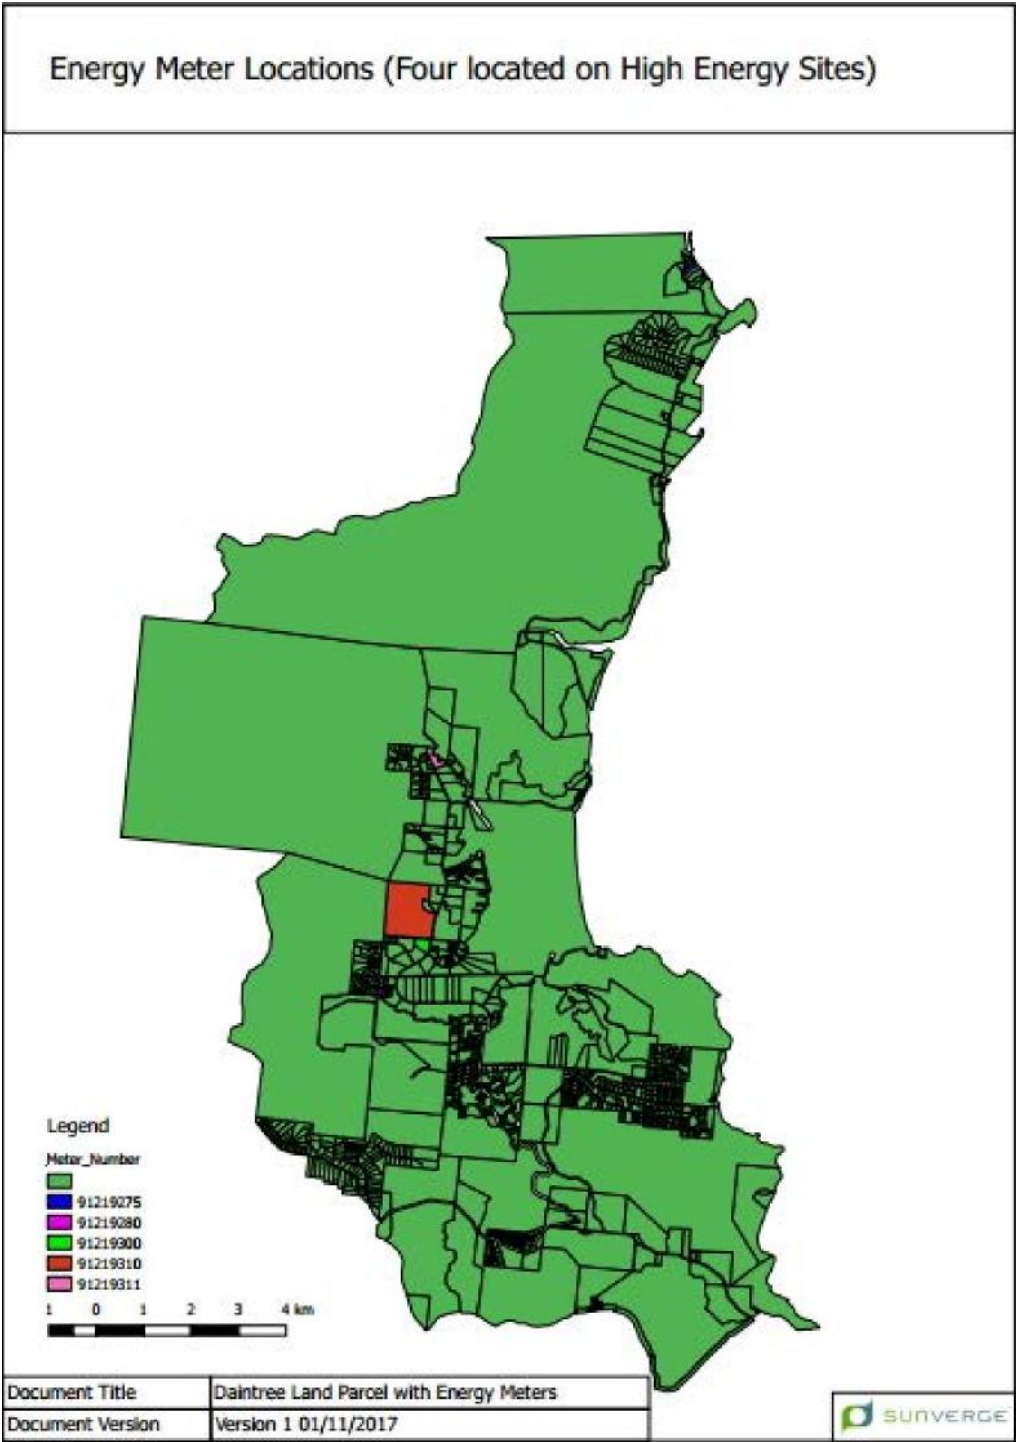 Energy Meter Locations (Four located on High Energy Sites)
Legend
Meter_Number
91219275
91219280
91219300
91219310
91219311
1 0 1 2 3 4 km
Document Title Daintree Land Parcel with Energy Meters
Document Version Version 1 01/11/2017
SUNVERGE